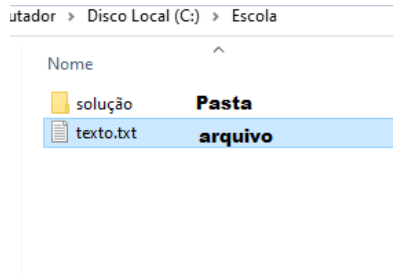 utador > Disco Local (C:) > Escola
Nome
solução Pasta
texto.txt arquivo